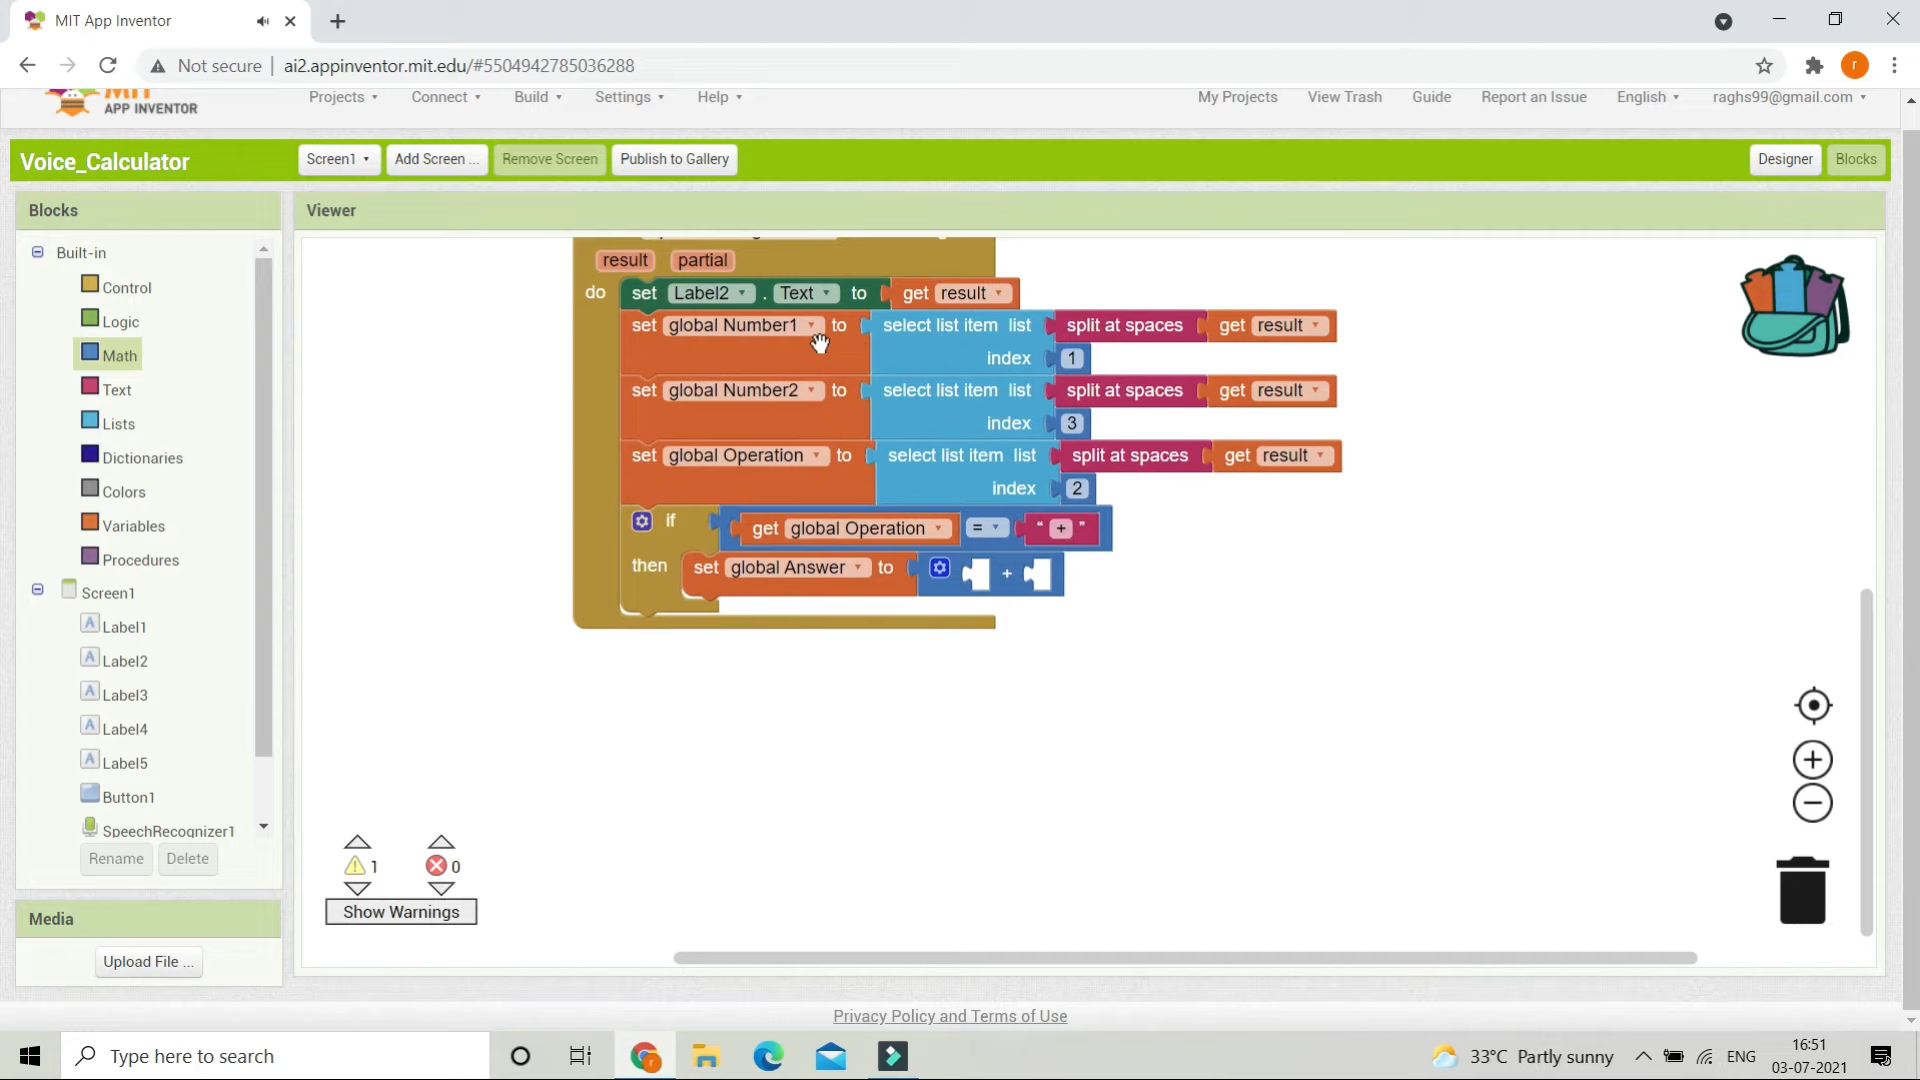 MIT App Inventor
Not secure | ai2.appinventor.mit.edu/#5504942785036288
r
MIT
APP INVENTOR
Projects
Connect
Build
Settings
Help
My Projects
View Trash
Guide
Report an Issue
English
raghs99@gmail.com
Voice_Calculator
Screen1
Add Screen ...
Remove Screen
Publish to Gallery
Designer
Blocks
Blocks
Viewer
Built-in
Control
Logic
Math
Text
Lists
Dictionaries
Colors
Variables
Procedures
Screen1
Label1
Label2
Label3
Label4
Label5
Button1
SpeechRecognizer1
Rename
Delete
Media
Upload File ...
result partial
do set Label2 . Text to get result
set global Number1 to select list item list split at spaces get result
index 1
set global Number2 to select list item list split at spaces get result
index 3
set global Operation to select list item list split at spaces get result
index 2
if get global Operation = “ + ”
then set global Answer to +
1
0
Show Warnings
Privacy Policy and Terms of Use
Type here to search
r
33°C Partly sunny
ENG
16:51
03-07-2021